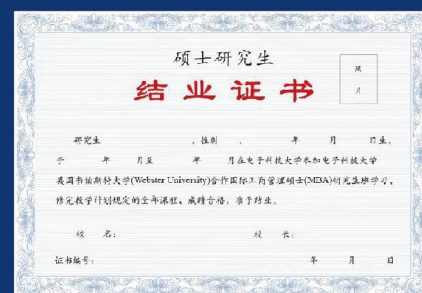 硕士研究生
照
片
结业证书
研究生 、性别 、 年 月 日生,
于 年 月至 年 月在电子科技大学参加电子科技大学
美国韦伯斯特大学(Webster University)合作国际工商管理硕士(MBA)研究生班学习,
修完教学计划规定的全部课程,成绩合格,准予结业。
校 名: 校 长:
证书编号: 年 月 日